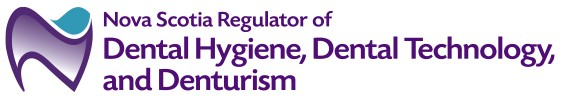 Nova Scotia Regulator of
Dental Hygiene, Dental Technology,
and Denturism